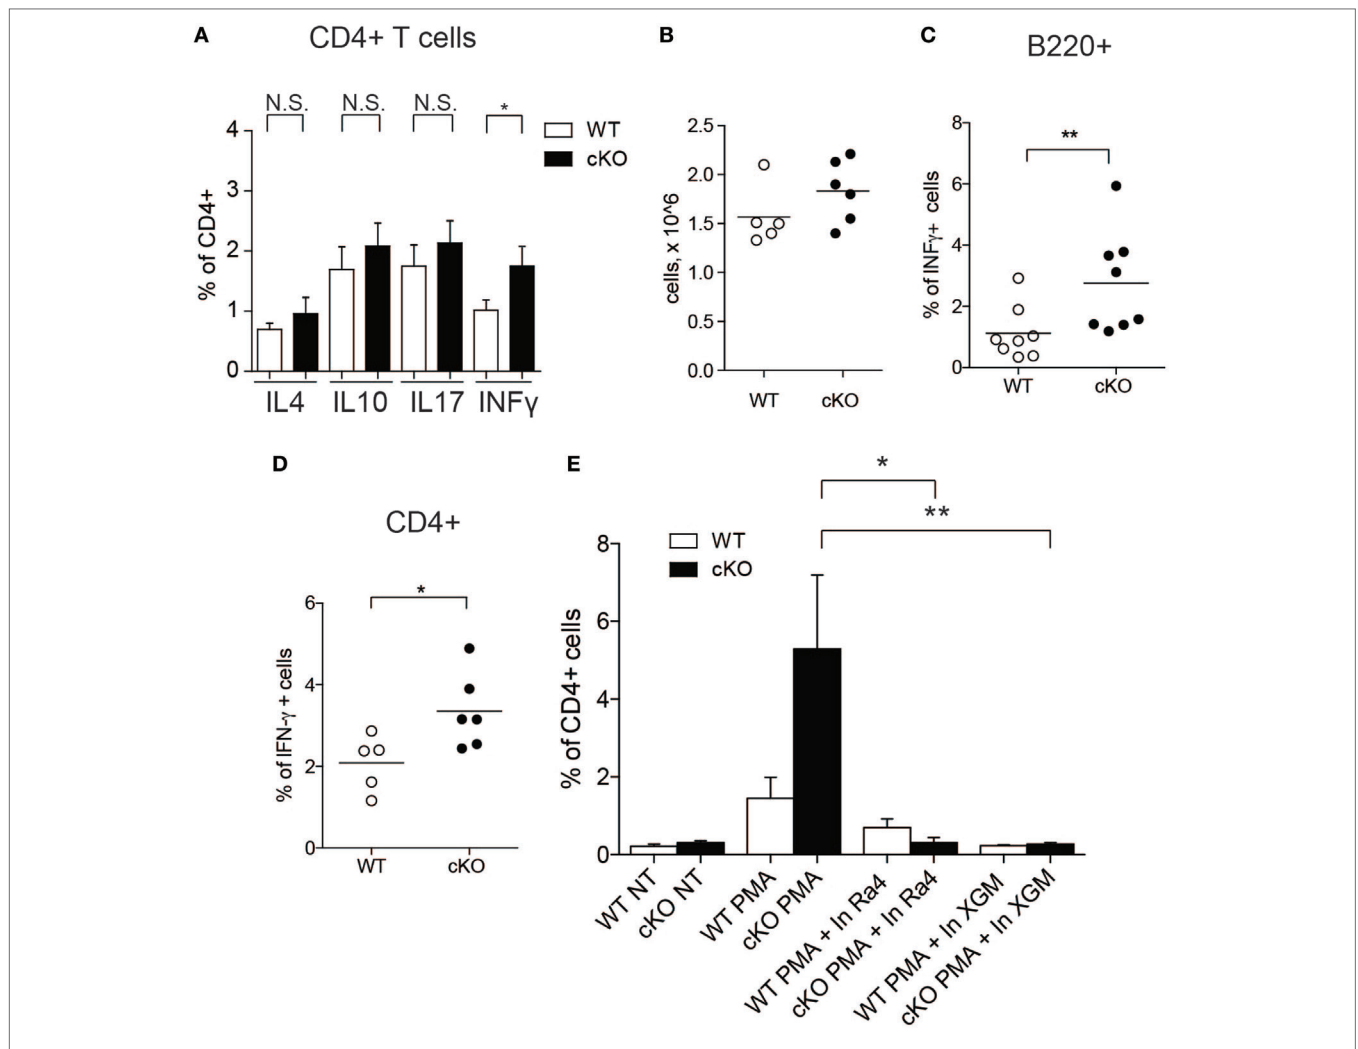 A
CD4+ T cells
N.S.
N.S.
N.S.
*
WT
cKO
% of CD4+
4
3
2
1
0
IL4
IL10
IL17
INFγ
B
cells, x 10^6
2.5
2.0
1.5
1.0
0.5
0.0
WT
cKO
C
B220+
**
% of INFγ+ cells
8
6
4
2
0
WT
cKO
D
CD4+
*
% of IFN-γ + cells
6
4
2
0
WT
cKO
E
*
**
WT
cKO
% of CD4+ cells
8
6
4
2
0
WT NT
cKO NT
WT PMA
cKO PMA
WT PMA + In Ra4
cKO PMA + In Ra4
WT PMA + In XGM
cKO PMA + In XGM